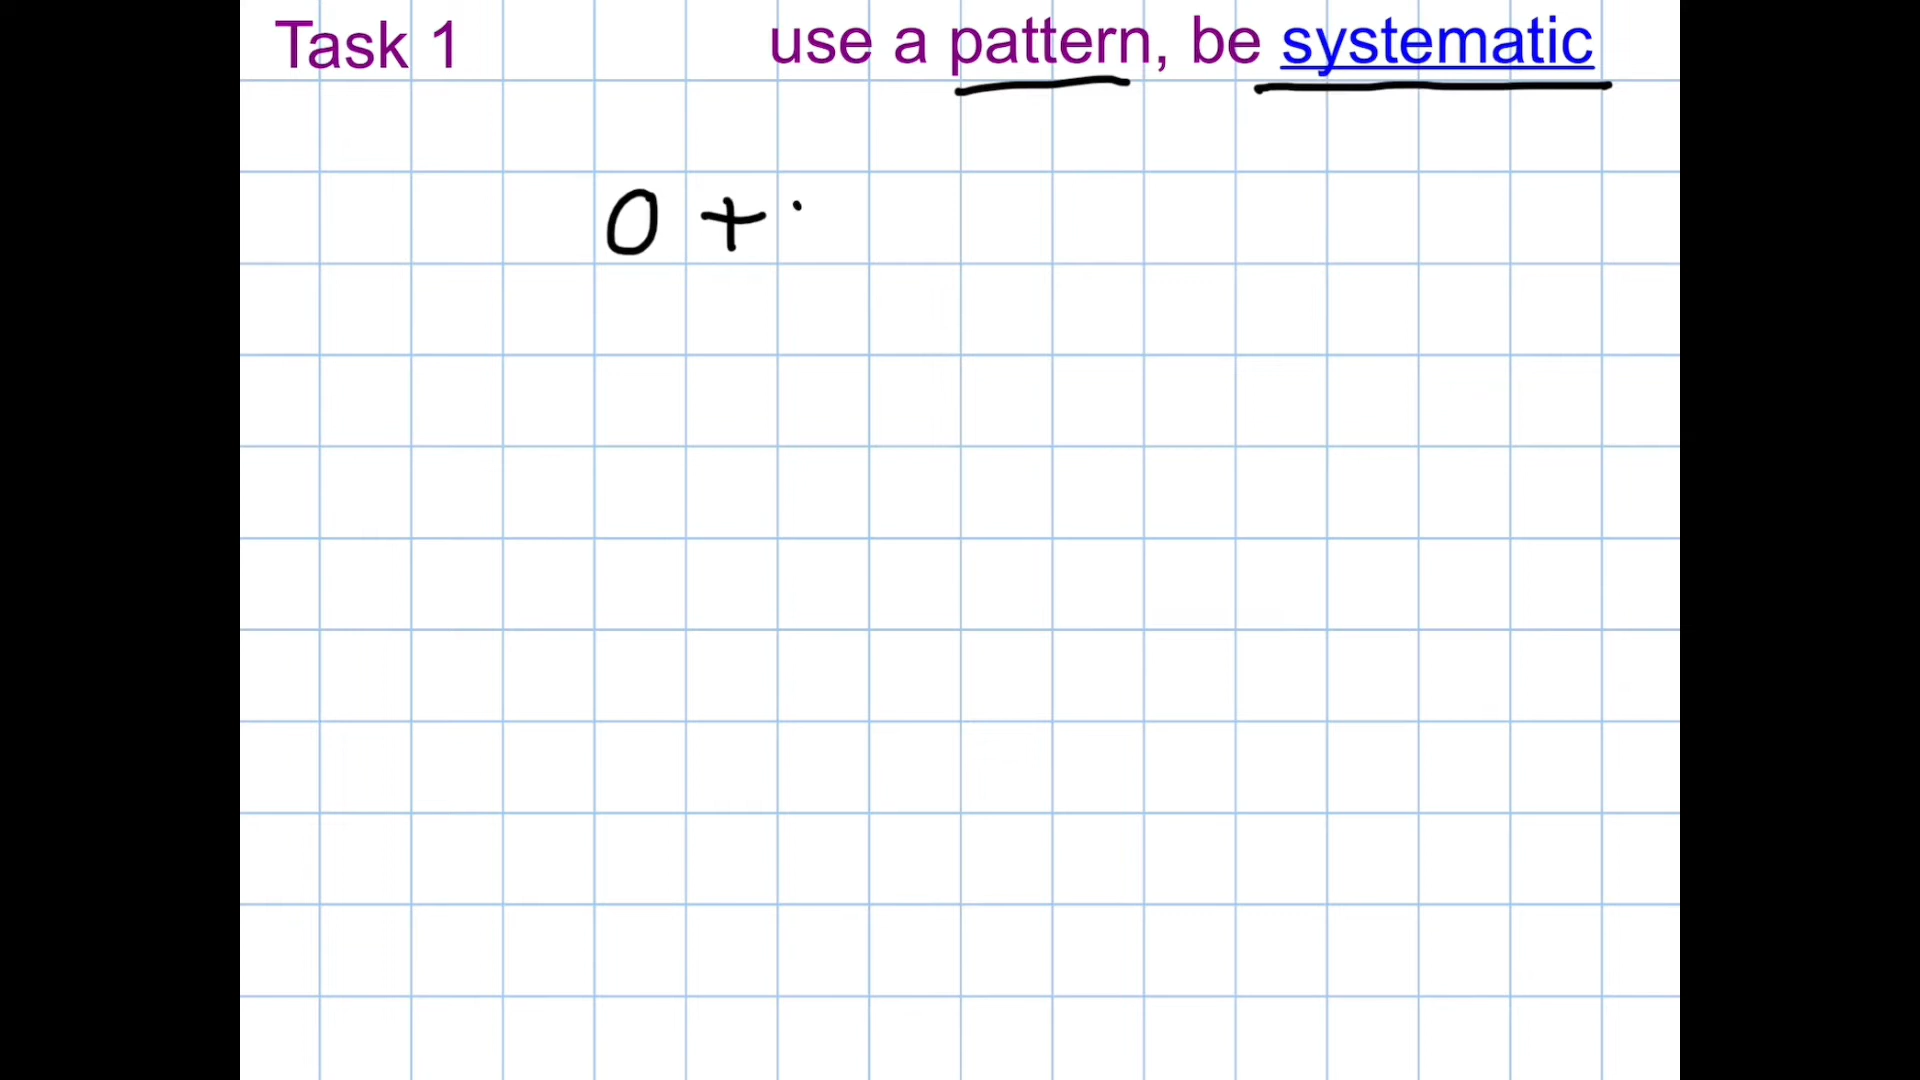 Task 1 use a pattern, be systematic
0 +